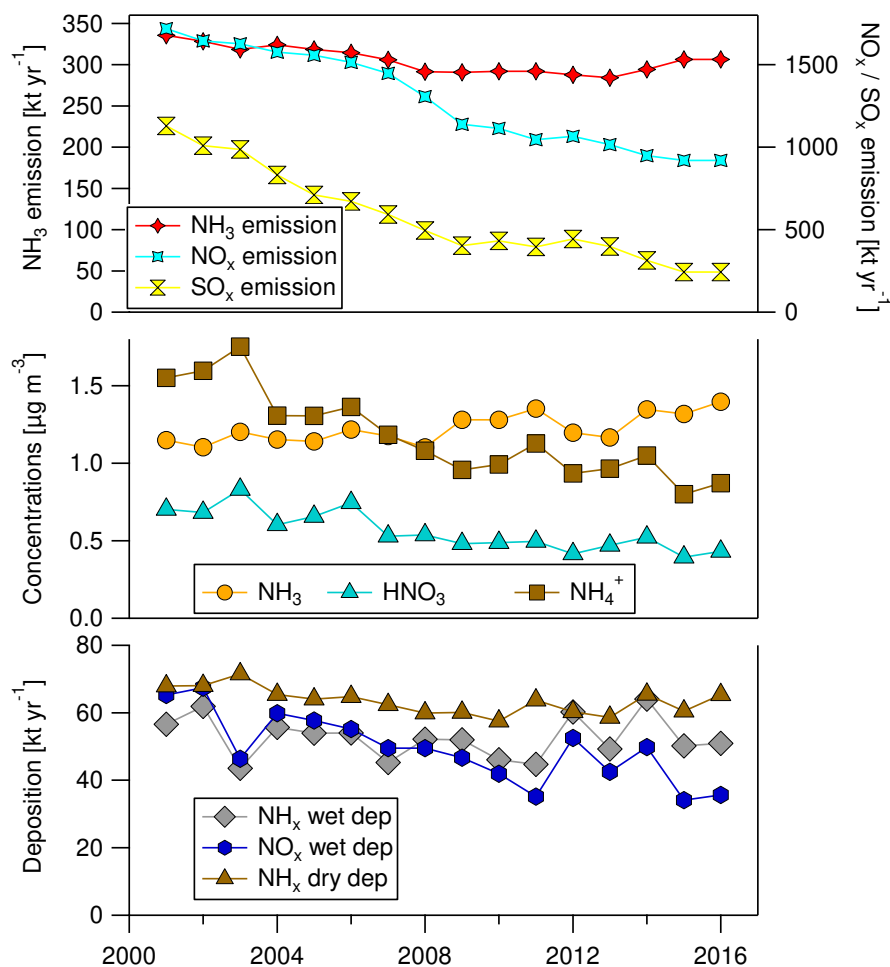 350
300
250
200
150
100
50
0
NH3 emission [kt yr-1]
1500
1000
500
0
NOx / SOx emission [kt yr-1]
NH3 emission
NOx emission
SOx emission
1.5
1.0
0.5
0.0
Concentrations [µg m-3]
NH3
HNO3
NH4+
80
60
40
20
0
Deposition [kt yr-1]
NHx wet dep
NOx wet dep
NHx dry dep
2000
2004
2008
2012
2016